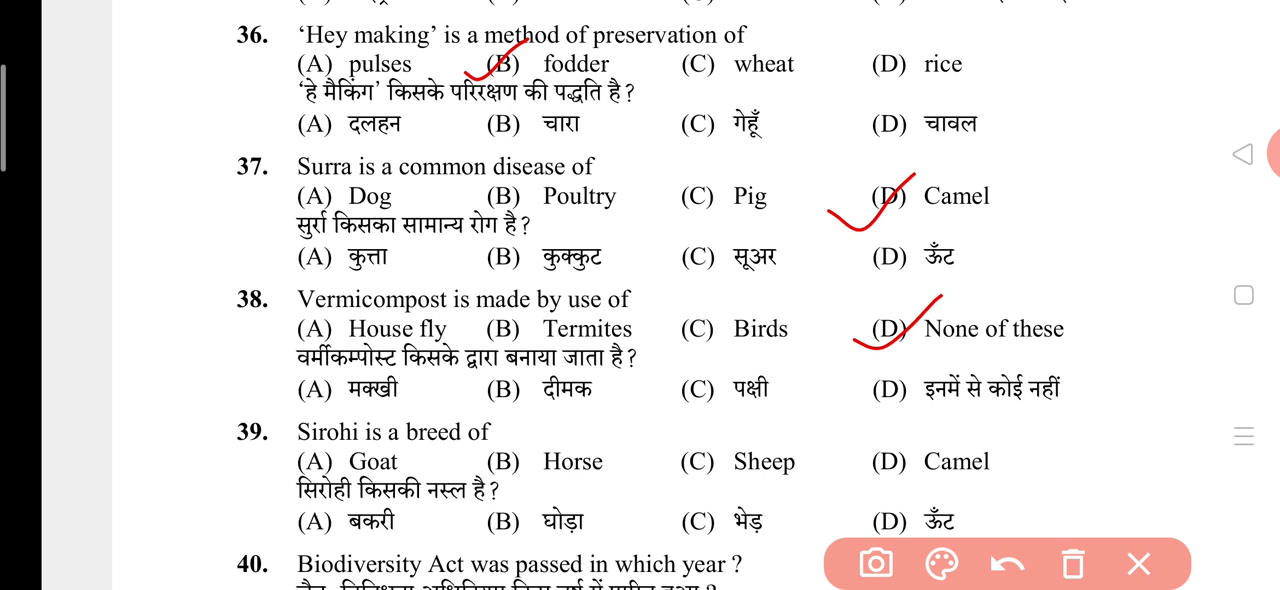 36. ‘Hey making’ is a method of preservation of
(A) pulses (B) fodder (C) wheat (D) rice
‘हे मैकिंग’ किसके परिरक्षण की पद्धति है ?
(A) दलहन (B) चारा (C) गेहूँ (D) चावल
37. Surra is a common disease of
(A) Dog (B) Poultry (C) Pig (D) Camel
सुर्रा किसका सामान्य रोग है ?
(A) कुत्ता (B) कुक्कुट (C) सूअर (D) ऊँट
38. Vermicompost is made by use of
(A) House fly (B) Termites (C) Birds (D) None of these
वर्मीकम्पोस्ट किसके द्वारा बनाया जाता है ?
(A) मक्खी (B) दीमक (C) पक्षी (D) इनमें से कोई नहीं
39. Sirohi is a breed of
(A) Goat (B) Horse (C) Sheep (D) Camel
सिरोही किसकी नस्ल है ?
(A) बकरी (B) घोड़ा (C) भेड़ (D) ऊँट
40. Biodiversity Act was passed in which year ?